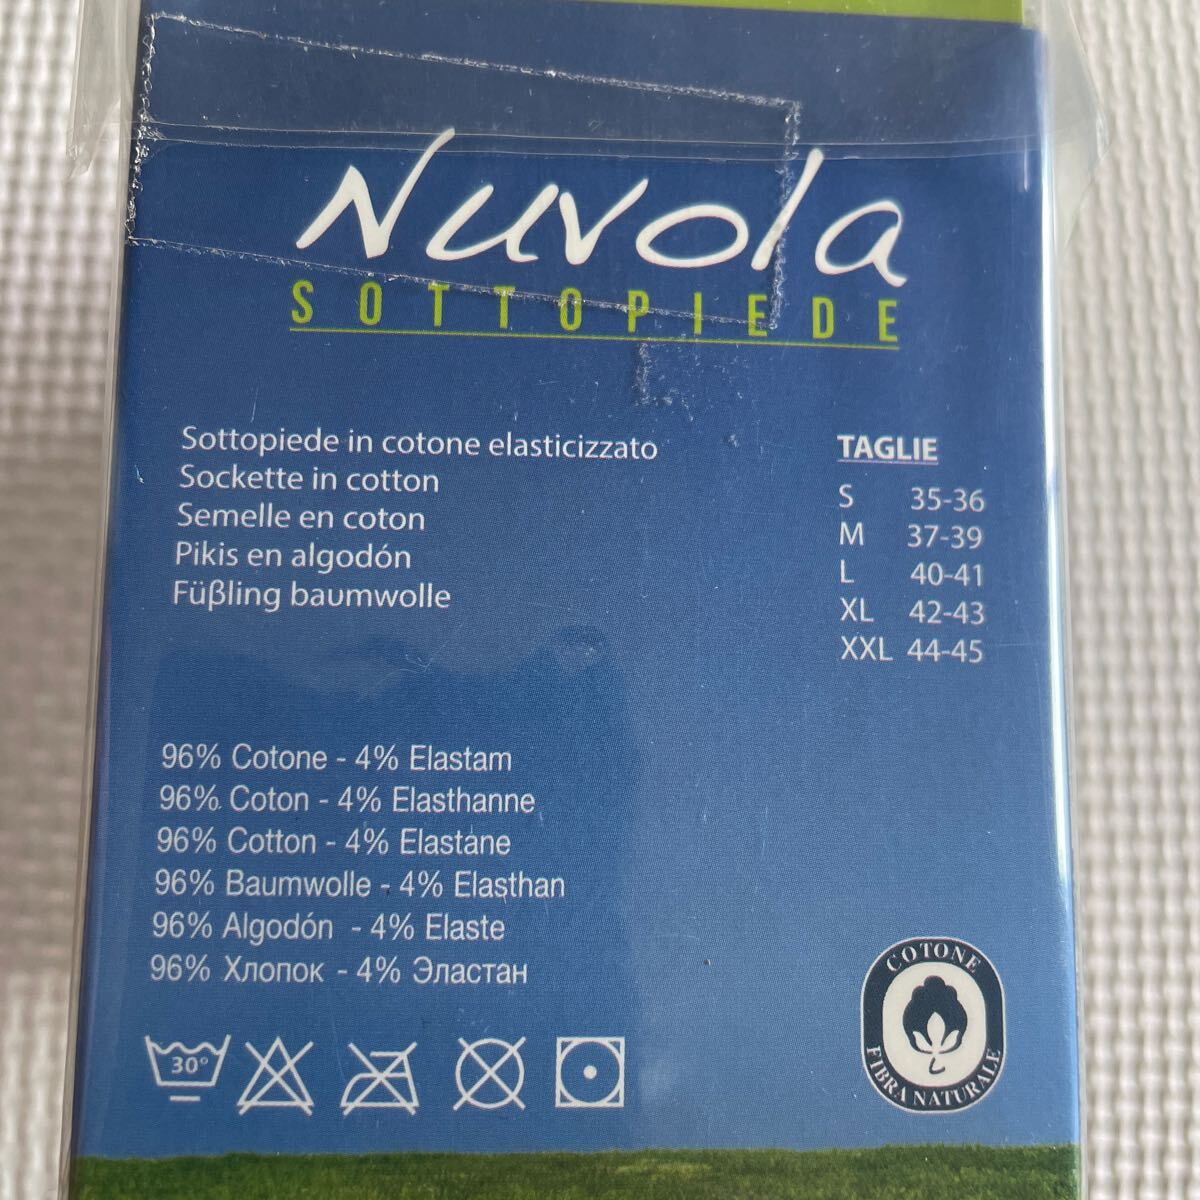 Nuvola
SOTTOPIEDE
Sottopiede in cotone elasticizzato
Sockette in cotton
Semelle en coton
Pikis en algodón
Füβling baumwolle
TAGLIE
S 35-36
M 37-39
L 40-41
XL 42-43
XXL 44-45
96% Cotone - 4% Elastam
96% Coton - 4% Elasthanne
96% Cotton - 4% Elastane
96% Baumwolle - 4% Elasthan
96% Algodón - 4% Elaste
96% Хлопок - 4% Эластан
30°
COTONE
FIBRA NATURALE